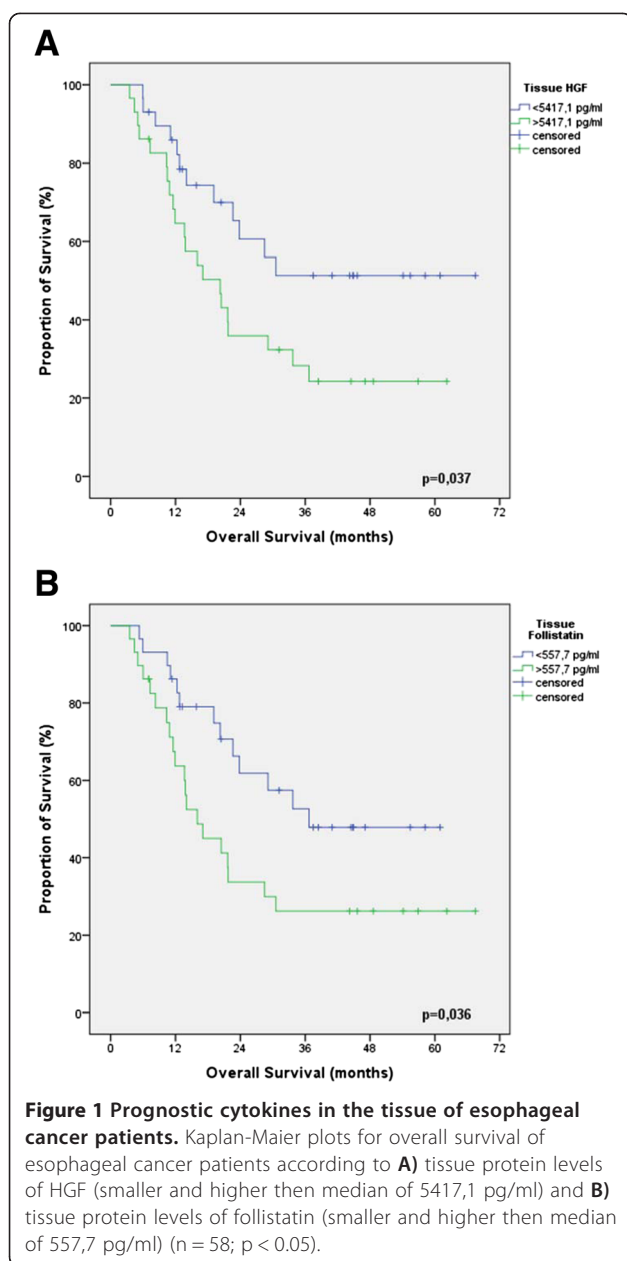 A
Proportion of Survival (%)
100
80
60
40
20
0
0 12 24 36 48 60 72
Overall Survival (months)
p=0,037
Tissue HGF
<5417,1 pg/ml
>5417,1 pg/ml
censored
censored
B
Proportion of Survival (%)
100
80
60
40
20
0
0 12 24 36 48 60 72
Overall Survival (months)
p=0,036
Tissue
Follistatin
<557,7 pg/ml
>557,7 pg/ml
censored
censored
Figure 1 Prognostic cytokines in the tissue of esophageal
cancer patients. Kaplan-Maier plots for overall survival of
esophageal cancer patients according to A) tissue protein levels
of HGF (smaller and higher then median of 5417,1 pg/ml) and B)
tissue protein levels of follistatin (smaller and higher then median
of 557,7 pg/ml) (n = 58; p < 0.05).